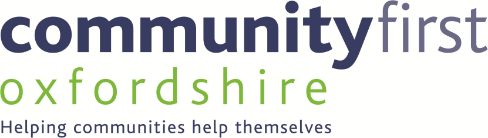 communityfirst
oxfordshire
Helping communities help themselves